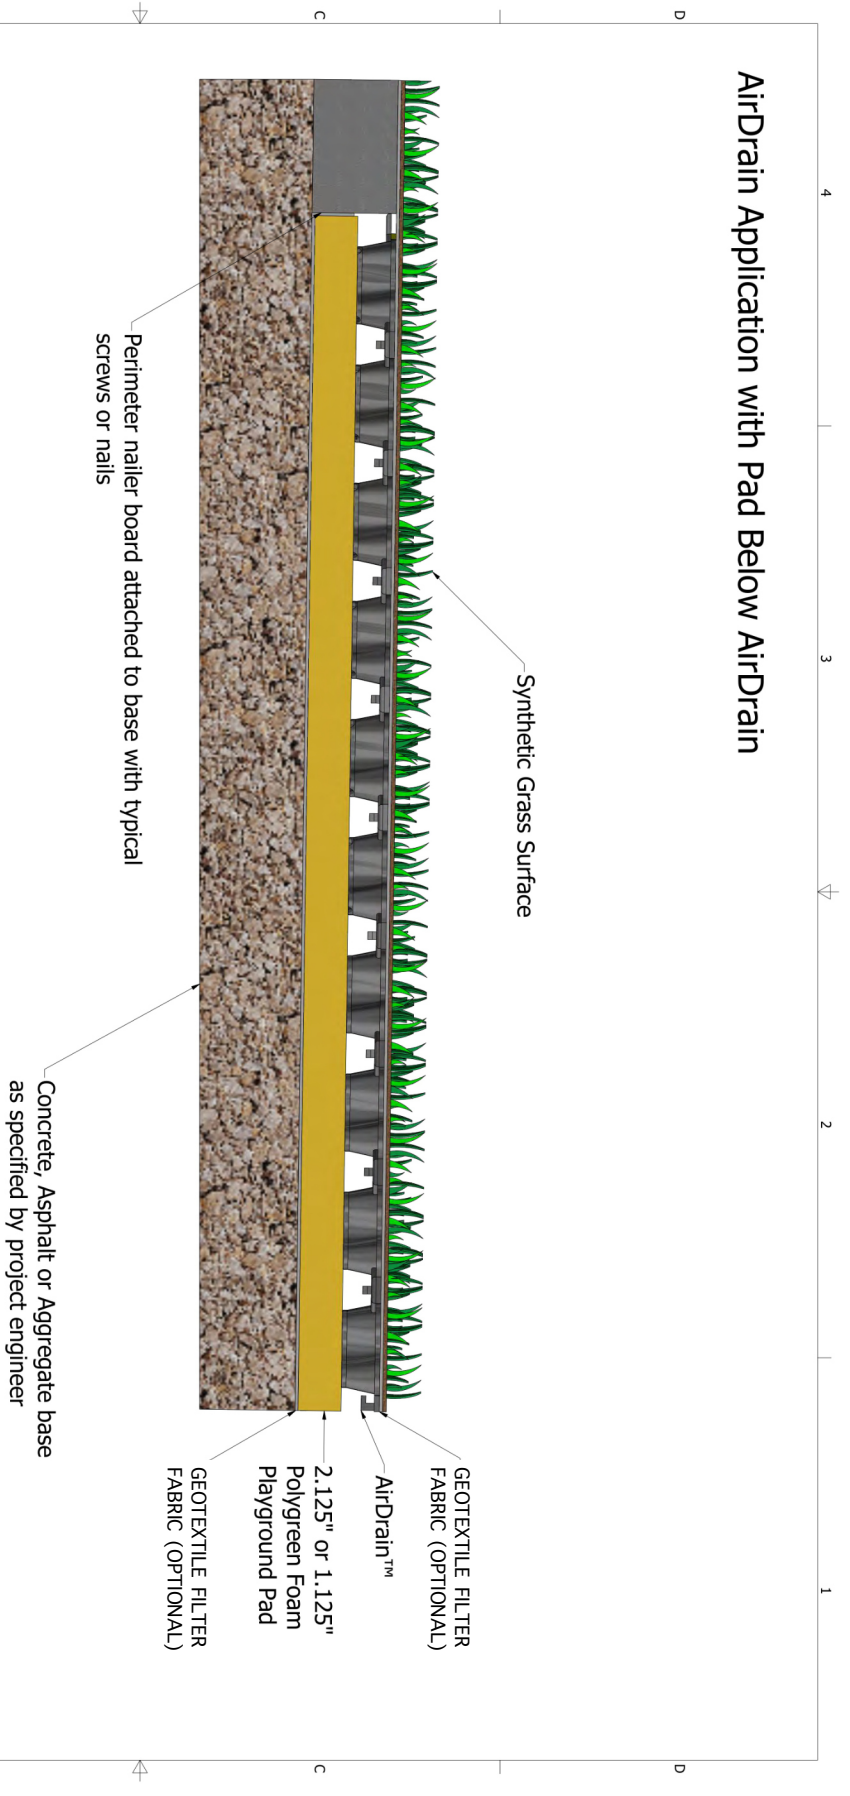 AirDrain Application with Pad Below AirDrain
Synthetic Grass Surface
GEOTEXTILE FILTER
FABRIC (OPTIONAL)
AirDrain™
2.125" or 1.125"
Polygreen Foam
Playground Pad
GEOTEXTILE FILTER
FABRIC (OPTIONAL)
Perimeter nailer board attached to base with typical
screws or nails
Concrete, Asphalt or Aggregate base
as specified by project engineer
4
3
2
1
D
C
D
C